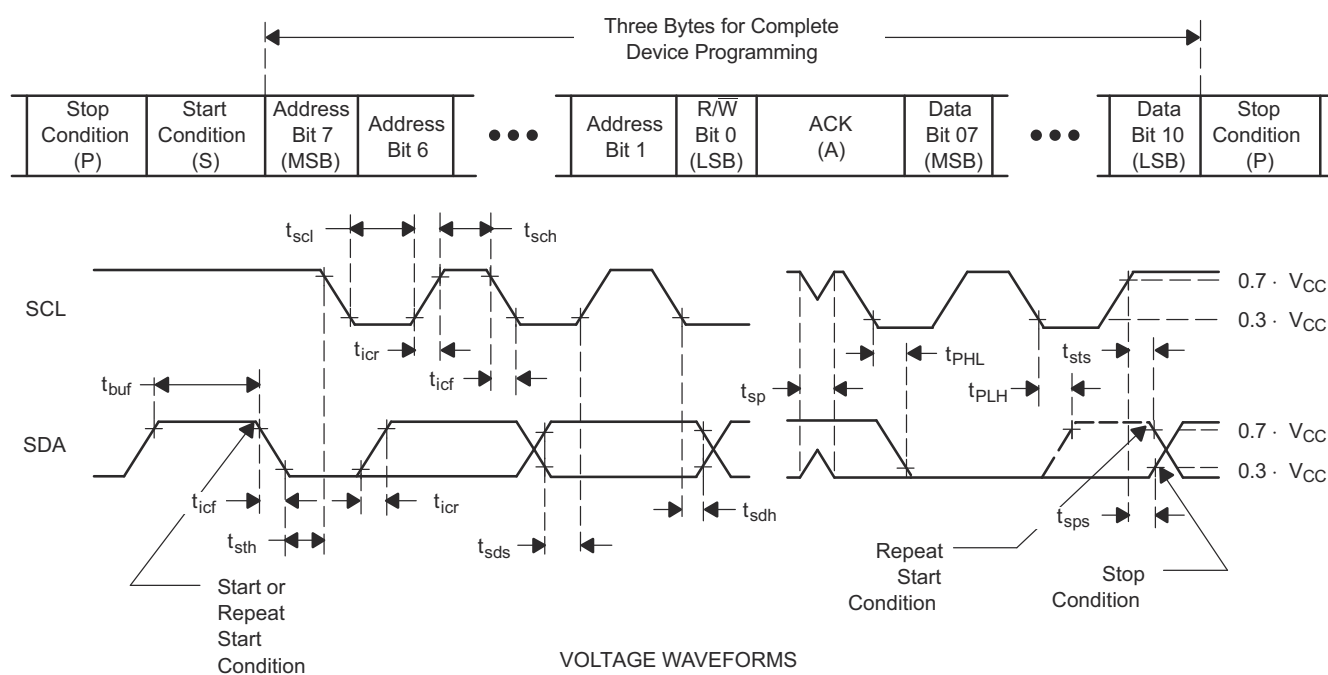 Three Bytes for Complete
Device Programming
Stop
Condition
(P)
Start
Condition
(S)
Address
Bit 7
(MSB)
Address
Bit 6
•••
Address
Bit 1
R/W̅
Bit 0
(LSB)
ACK
(A)
Data
Bit 07
(MSB)
•••
Data
Bit 10
(LSB)
Stop
Condition
(P)
tscl
tsch
SCL
0.7 · VCC
0.3 · VCC
ticr
ticf
tPHL
tsts
tbuf
tsp
tPLH
SDA
0.7 · VCC
0.3 · VCC
ticf
ticr
tsdh
tsth
tsds
tsps
Start or
Repeat
Start
Condition
Repeat
Start
Condition
Stop
Condition
VOLTAGE WAVEFORMS